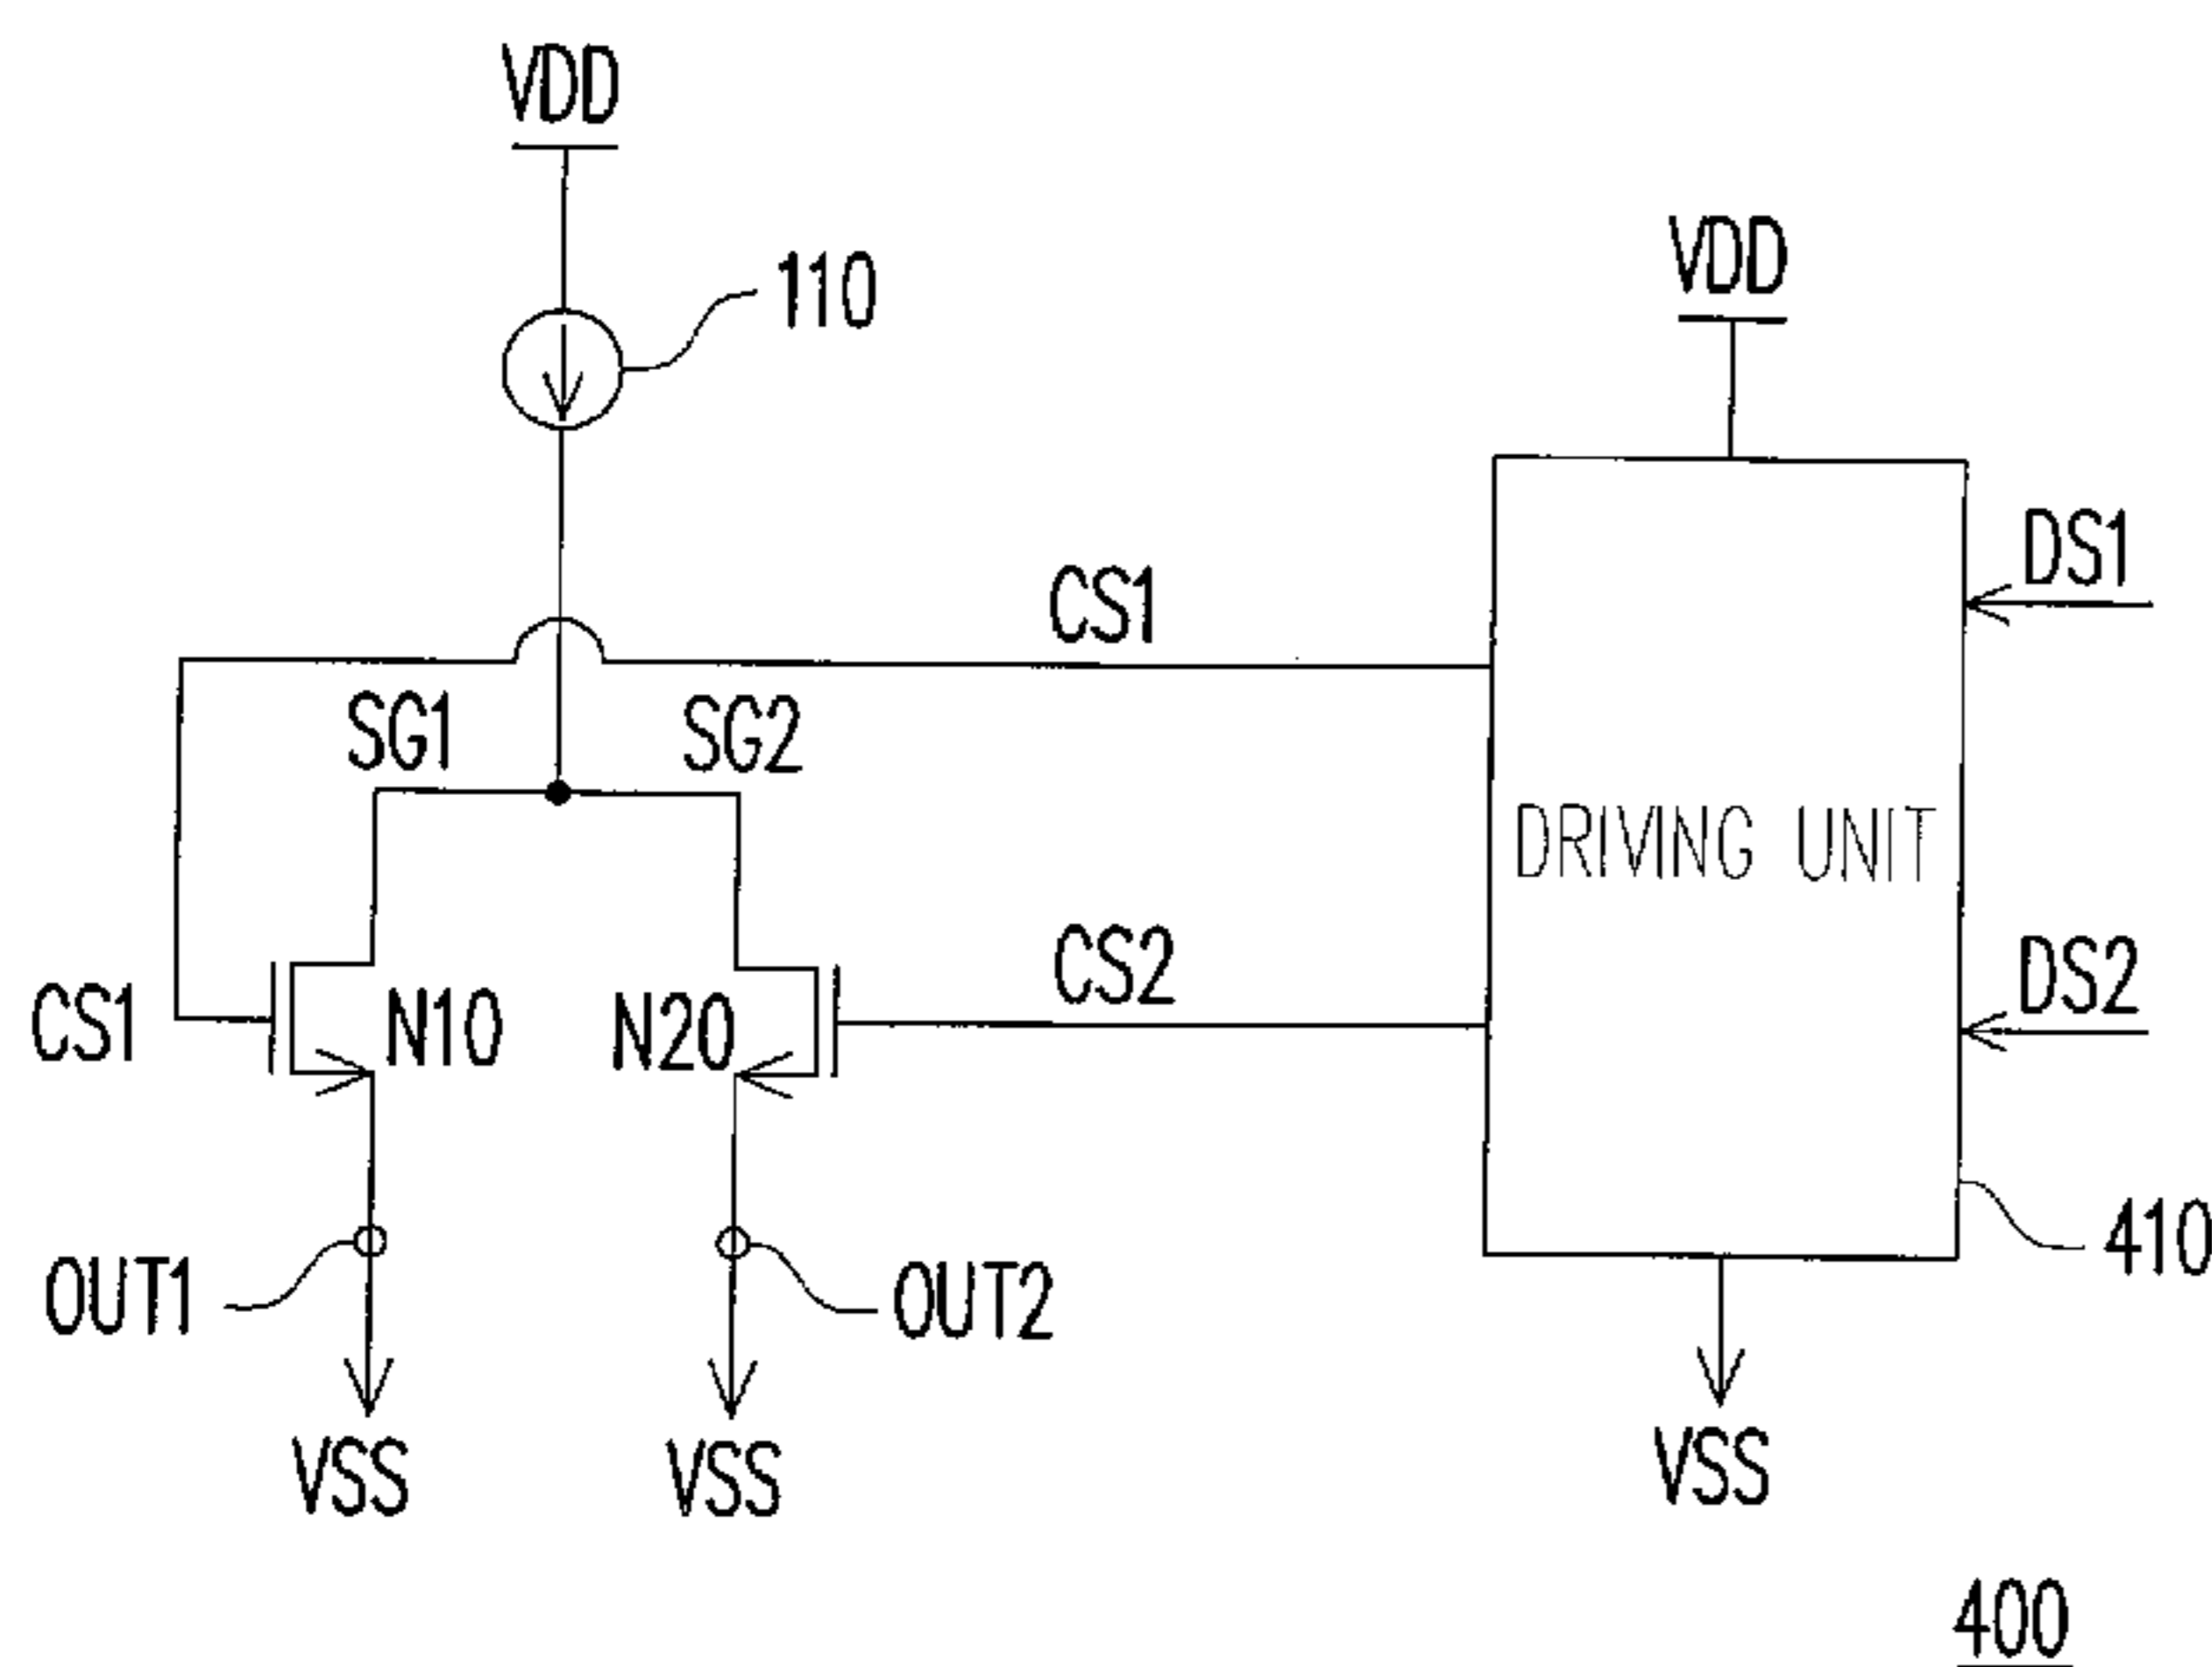 VDD
110
VDD
DS1
CS1
SG1
SG2
DRIVING UNIT
CS2
DS2
CS1
N10
N20
410
OUT1
OUT2
VSS
VSS
VSS
400